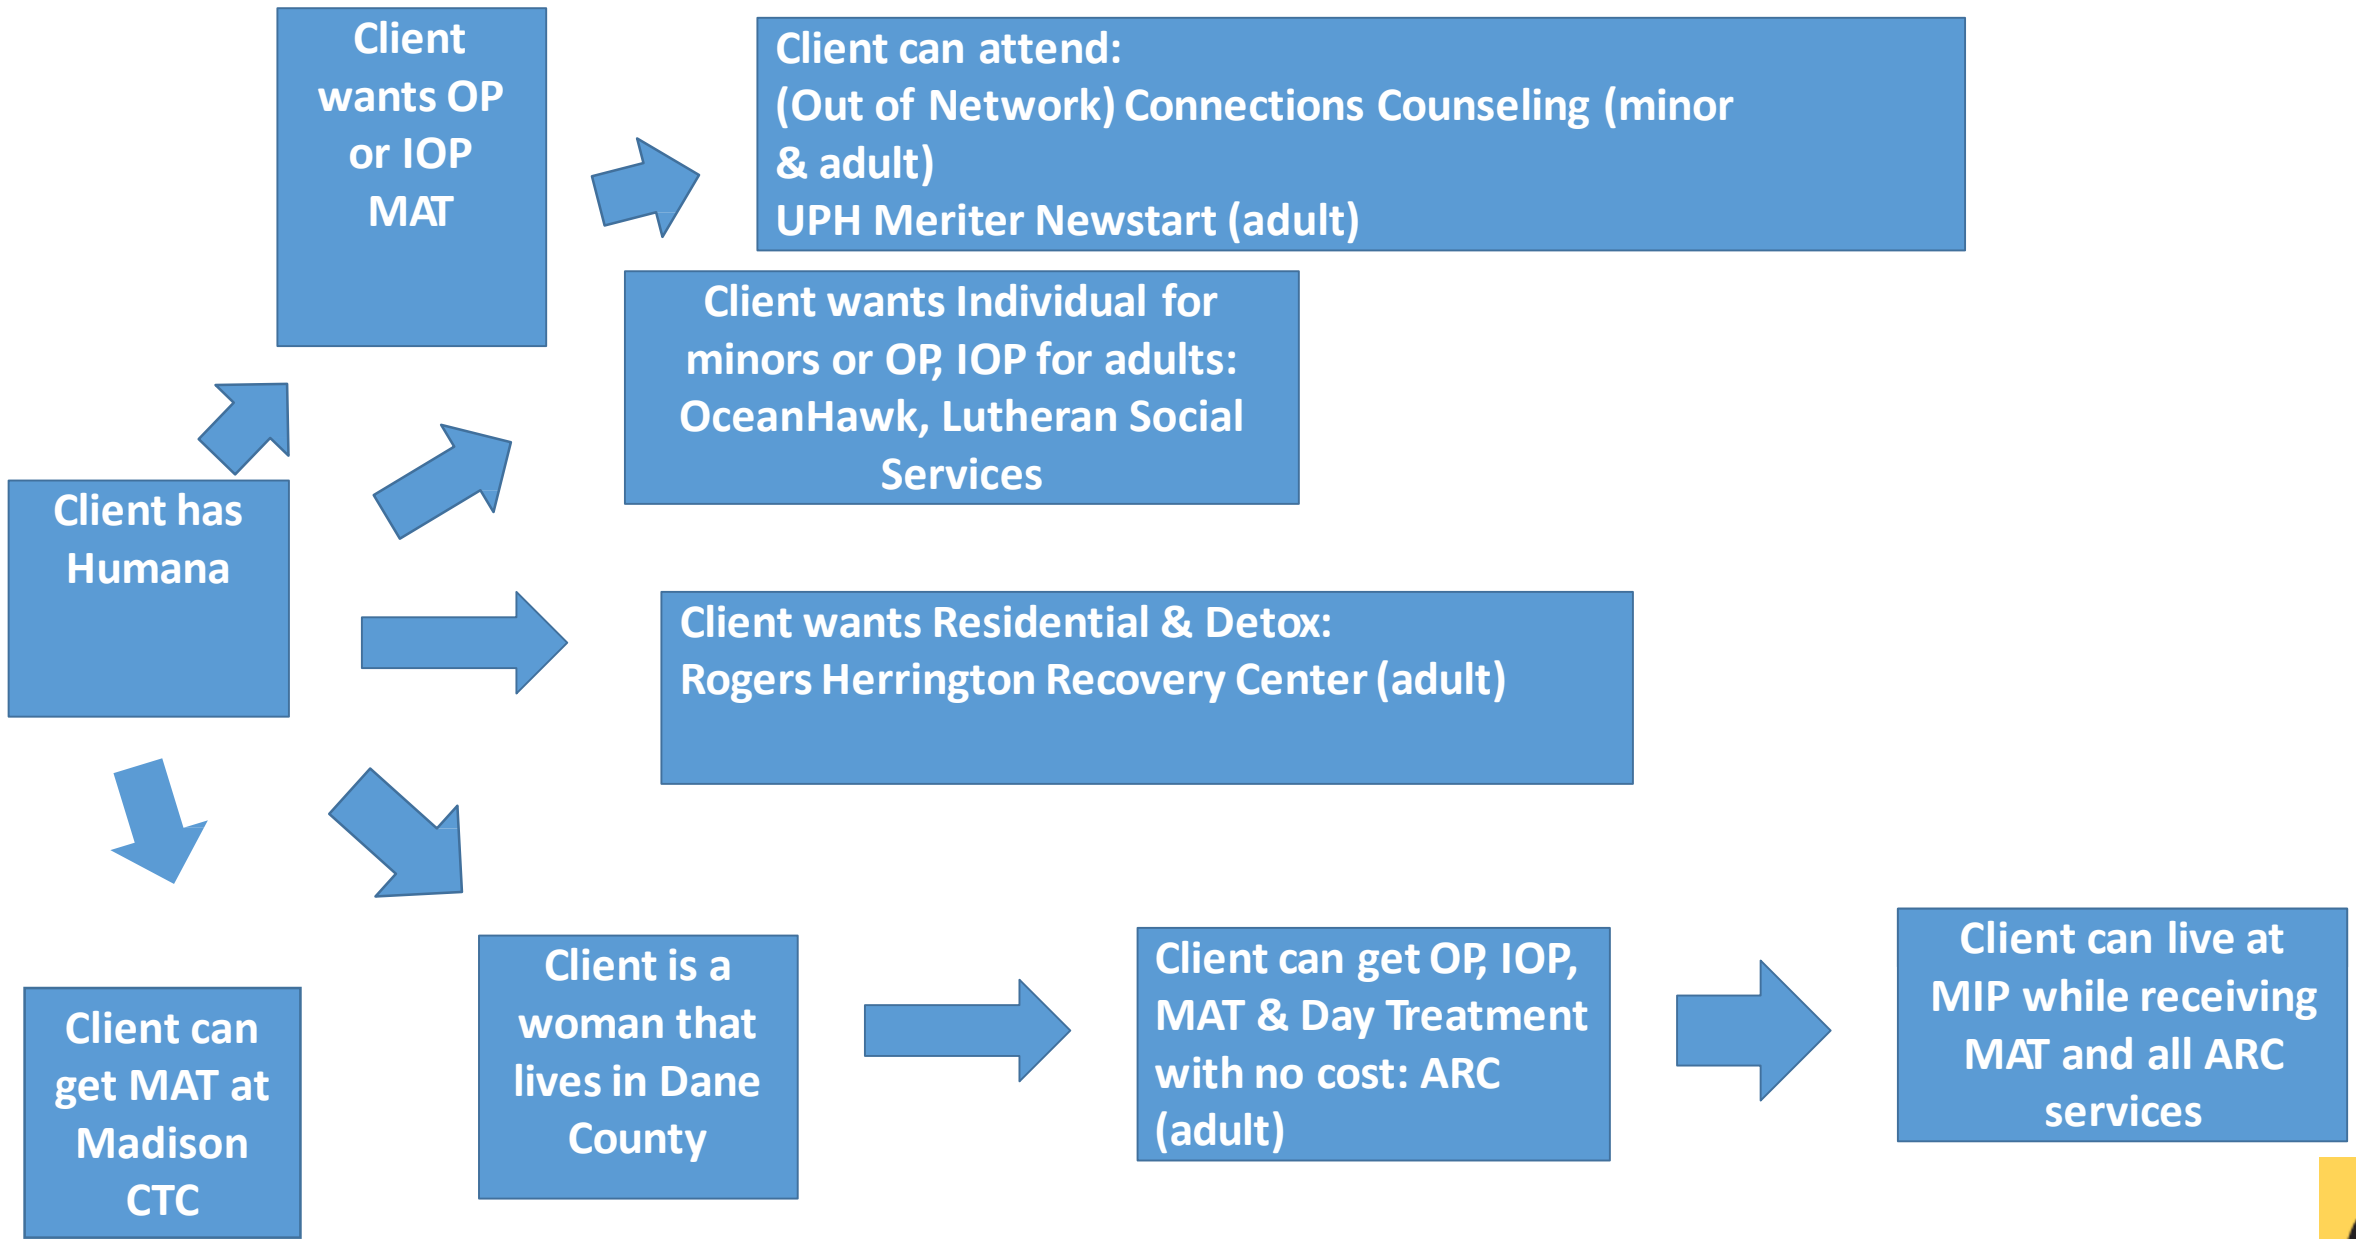 Client
wants OP
or IOP
MAT
Client can attend:
(Out of Network) Connections Counseling (minor
& adult)
UPH Meriter Newstart (adult)
Client wants Individual for
minors or OP, IOP for adults:
OceanHawk, Lutheran Social
Services
Client has
Humana
Client wants Residential & Detox:
Rogers Herrington Recovery Center (adult)
Client can
get MAT at
Madison
CTC
Client is a
woman that
lives in Dane
County
Client can get OP, IOP,
MAT & Day Treatment
with no cost: ARC
(adult)
Client can live at
MIP while receiving
MAT and all ARC
services